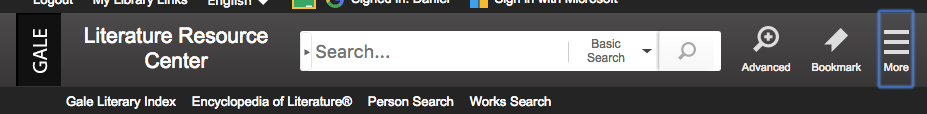 Logout My Library Links English Signed in: Daniel Sign in with Microsoft
GALE
Literature Resource
Center
Search...
Basic
Search
Advanced
Bookmark
More
Gale Literary Index Encyclopedia of Literature® Person Search Works Search